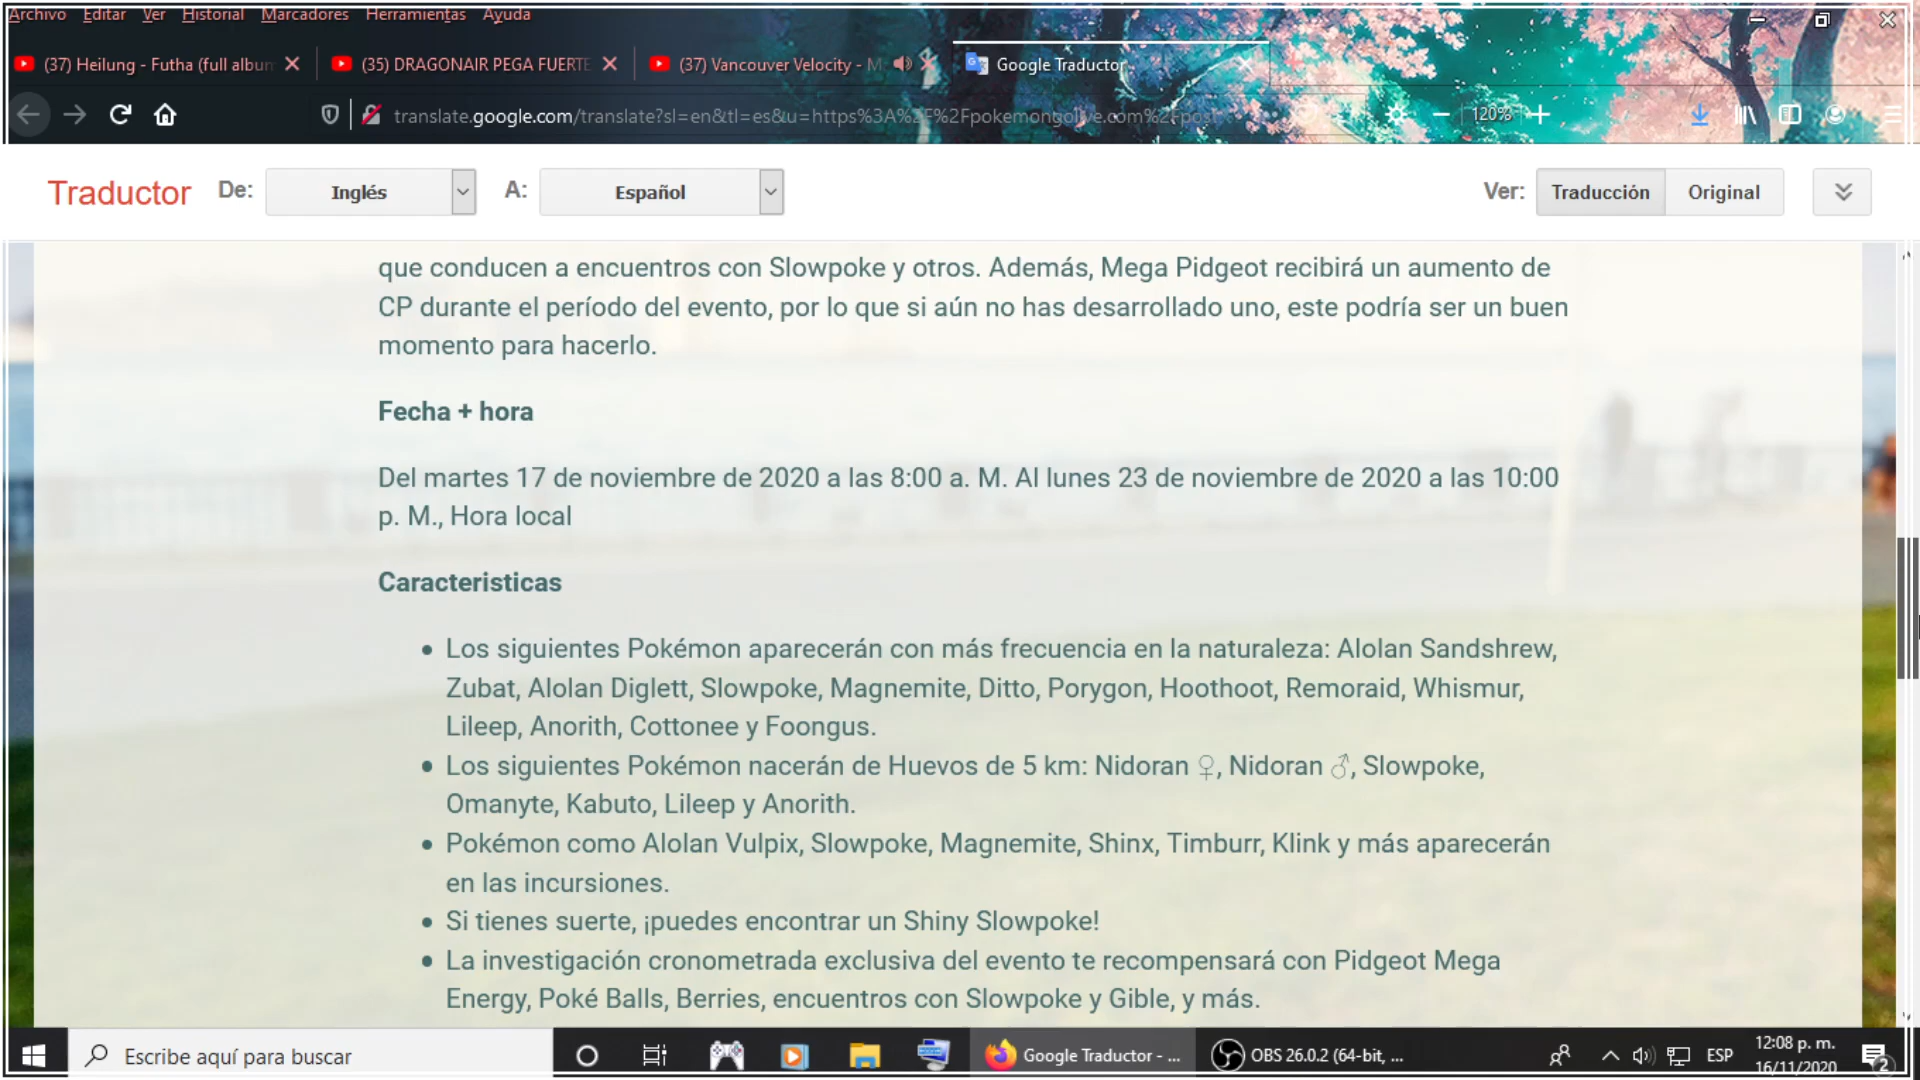 Archivo Editar Ver Historial Marcadores Herramientas Ayuda
(37) Heilung - Futha (full album
(35) DRAGONAIR PEGA FUERTE
(37) Vancouver Velocity - M
Google Traductor
translate.google.com/translate?sl=en&tl=es&u=https%3A%2F%2Fpokemongolive.com%2Fpost
120%
Traductor De: Inglés A: Español Ver: Traducción Original
que conducen a encuentros con Slowpoke y otros. Además, Mega Pidgeot recibirá un aumento de
CP durante el período del evento, por lo que si aún no has desarrollado uno, este podría ser un buen
momento para hacerlo.
Fecha + hora
Del martes 17 de noviembre de 2020 a las 8:00 a. M. Al lunes 23 de noviembre de 2020 a las 10:00
p. M., Hora local
Caracteristicas
• Los siguientes Pokémon aparecerán con más frecuencia en la naturaleza: Alolan Sandshrew,
Zubat, Alolan Diglett, Slowpoke, Magnemite, Ditto, Porygon, Hoothoot, Remoraid, Whismur,
Lileep, Anorith, Cottonee y Foongus.
• Los siguientes Pokémon nacerán de Huevos de 5 km: Nidoran ♀, Nidoran ♂, Slowpoke,
Omanyte, Kabuto, Lileep y Anorith.
• Pokémon como Alolan Vulpix, Slowpoke, Magnemite, Shinx, Timburr, Klink y más aparecerán
en las incursiones.
• Si tienes suerte, ¡puedes encontrar un Shiny Slowpoke!
• La investigación cronometrada exclusiva del evento te recompensará con Pidgeot Mega
Energy, Poké Balls, Berries, encuentros con Slowpoke y Gible, y más.
Escribe aquí para buscar
Google Traductor - ...
OBS 26.0.2 (64-bit, ...
ESP
12:08 p. m.
16/11/2020
2